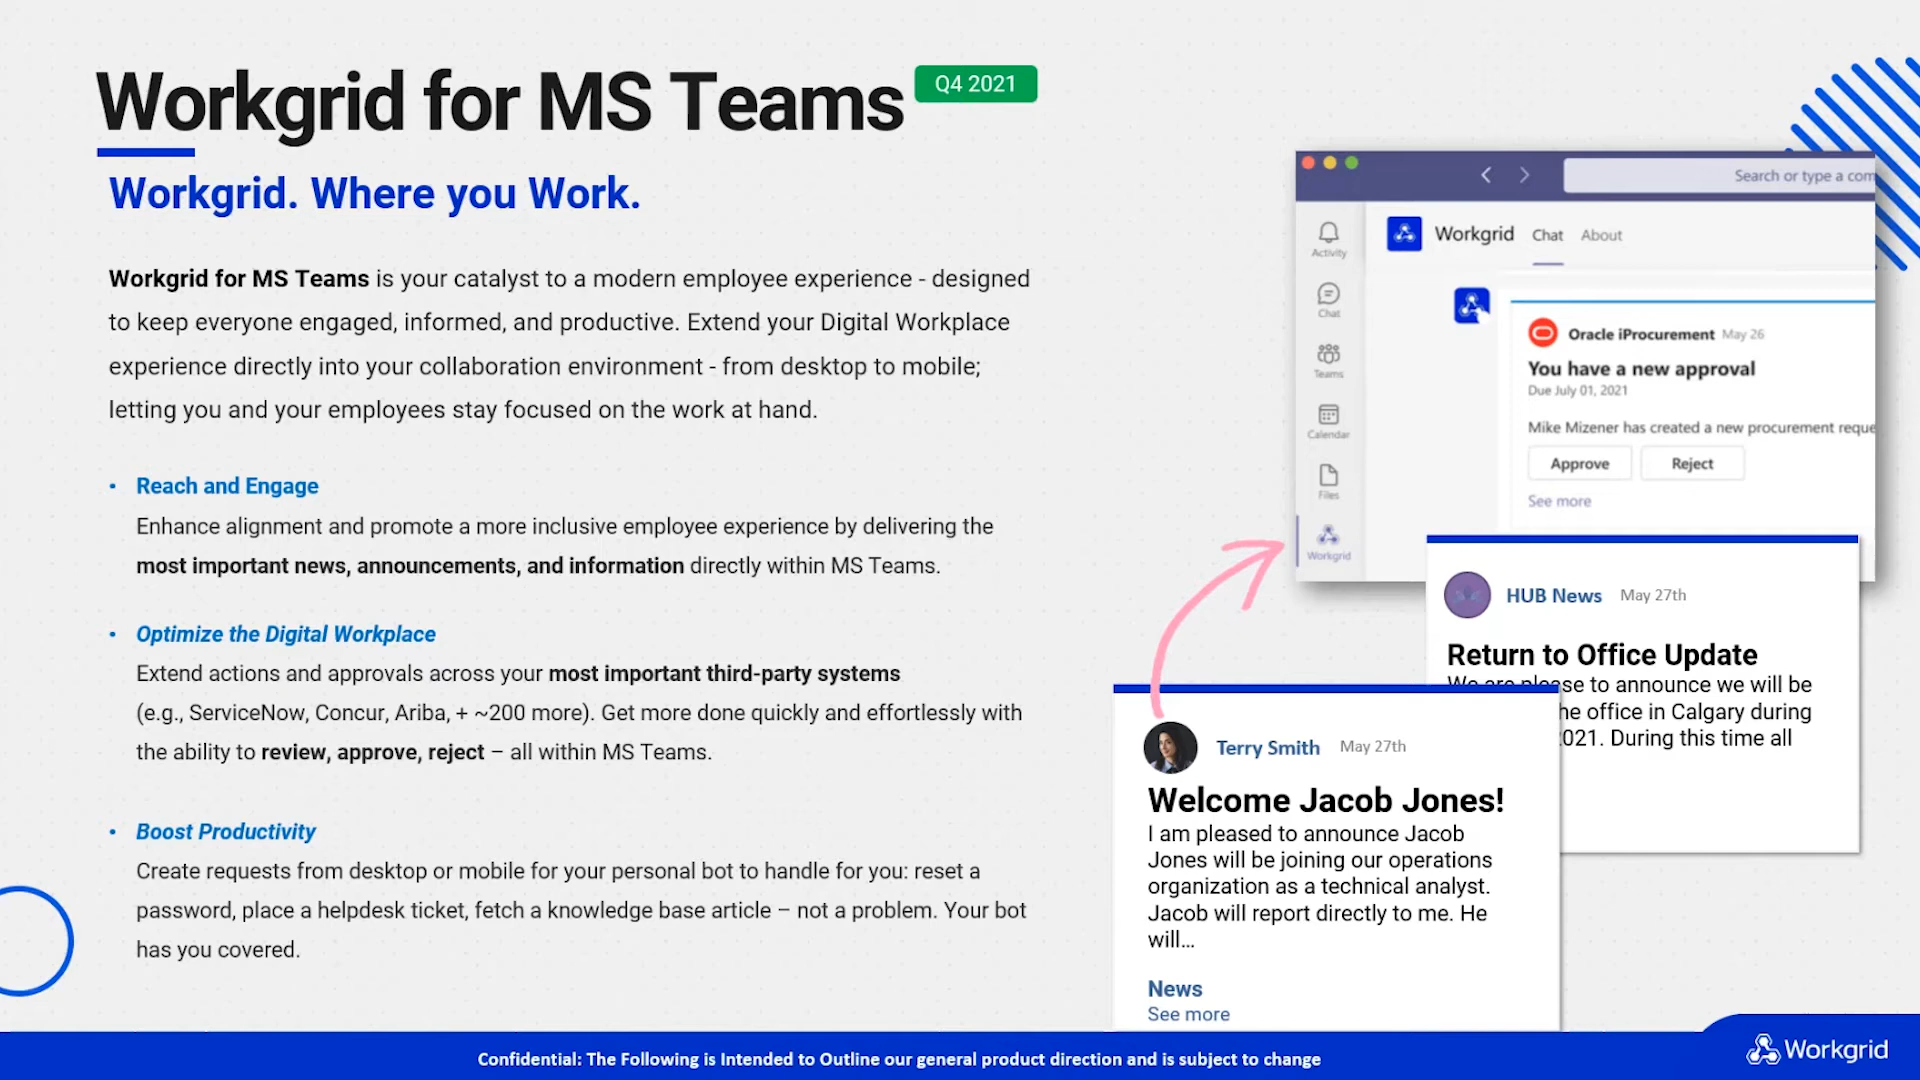 Workgrid for MS Teams
Q4 2021
Workgrid. Where you Work.
Workgrid for MS Teams is your catalyst to a modern employee experience - designed
to keep everyone engaged, informed, and productive. Extend your Digital Workplace
experience directly into your collaboration environment - from desktop to mobile;
letting you and your employees stay focused on the work at hand.
• Reach and Engage
Enhance alignment and promote a more inclusive employee experience by delivering the
most important news, announcements, and information directly within MS Teams.
• Optimize the Digital Workplace
Extend actions and approvals across your most important third-party systems
(e.g., ServiceNow, Concur, Ariba, + ~200 more). Get more done quickly and effortlessly with
the ability to review, approve, reject – all within MS Teams.
• Boost Productivity
Create requests from desktop or mobile for your personal bot to handle for you: reset a
password, place a helpdesk ticket, fetch a knowledge base article – not a problem. Your bot
has you covered.
Search or type a com
Activity
Chat
Teams
Calendar
Files
Workgrid
Workgrid Chat About
Oracle iProcurement May 26
You have a new approval
Due July 01, 2021
Mike Mizener has created a new procurement reque
Approve Reject
See more
HUB News May 27th
Return to Office Update
We are please to announce we will be
he office in Calgary during
021. During this time all
Terry Smith May 27th
Welcome Jacob Jones!
I am pleased to announce Jacob
Jones will be joining our operations
organization as a technical analyst.
Jacob will report directly to me. He
will...
News
See more
Confidential: The Following is Intended to Outline our general product direction and is subject to change
Workgrid